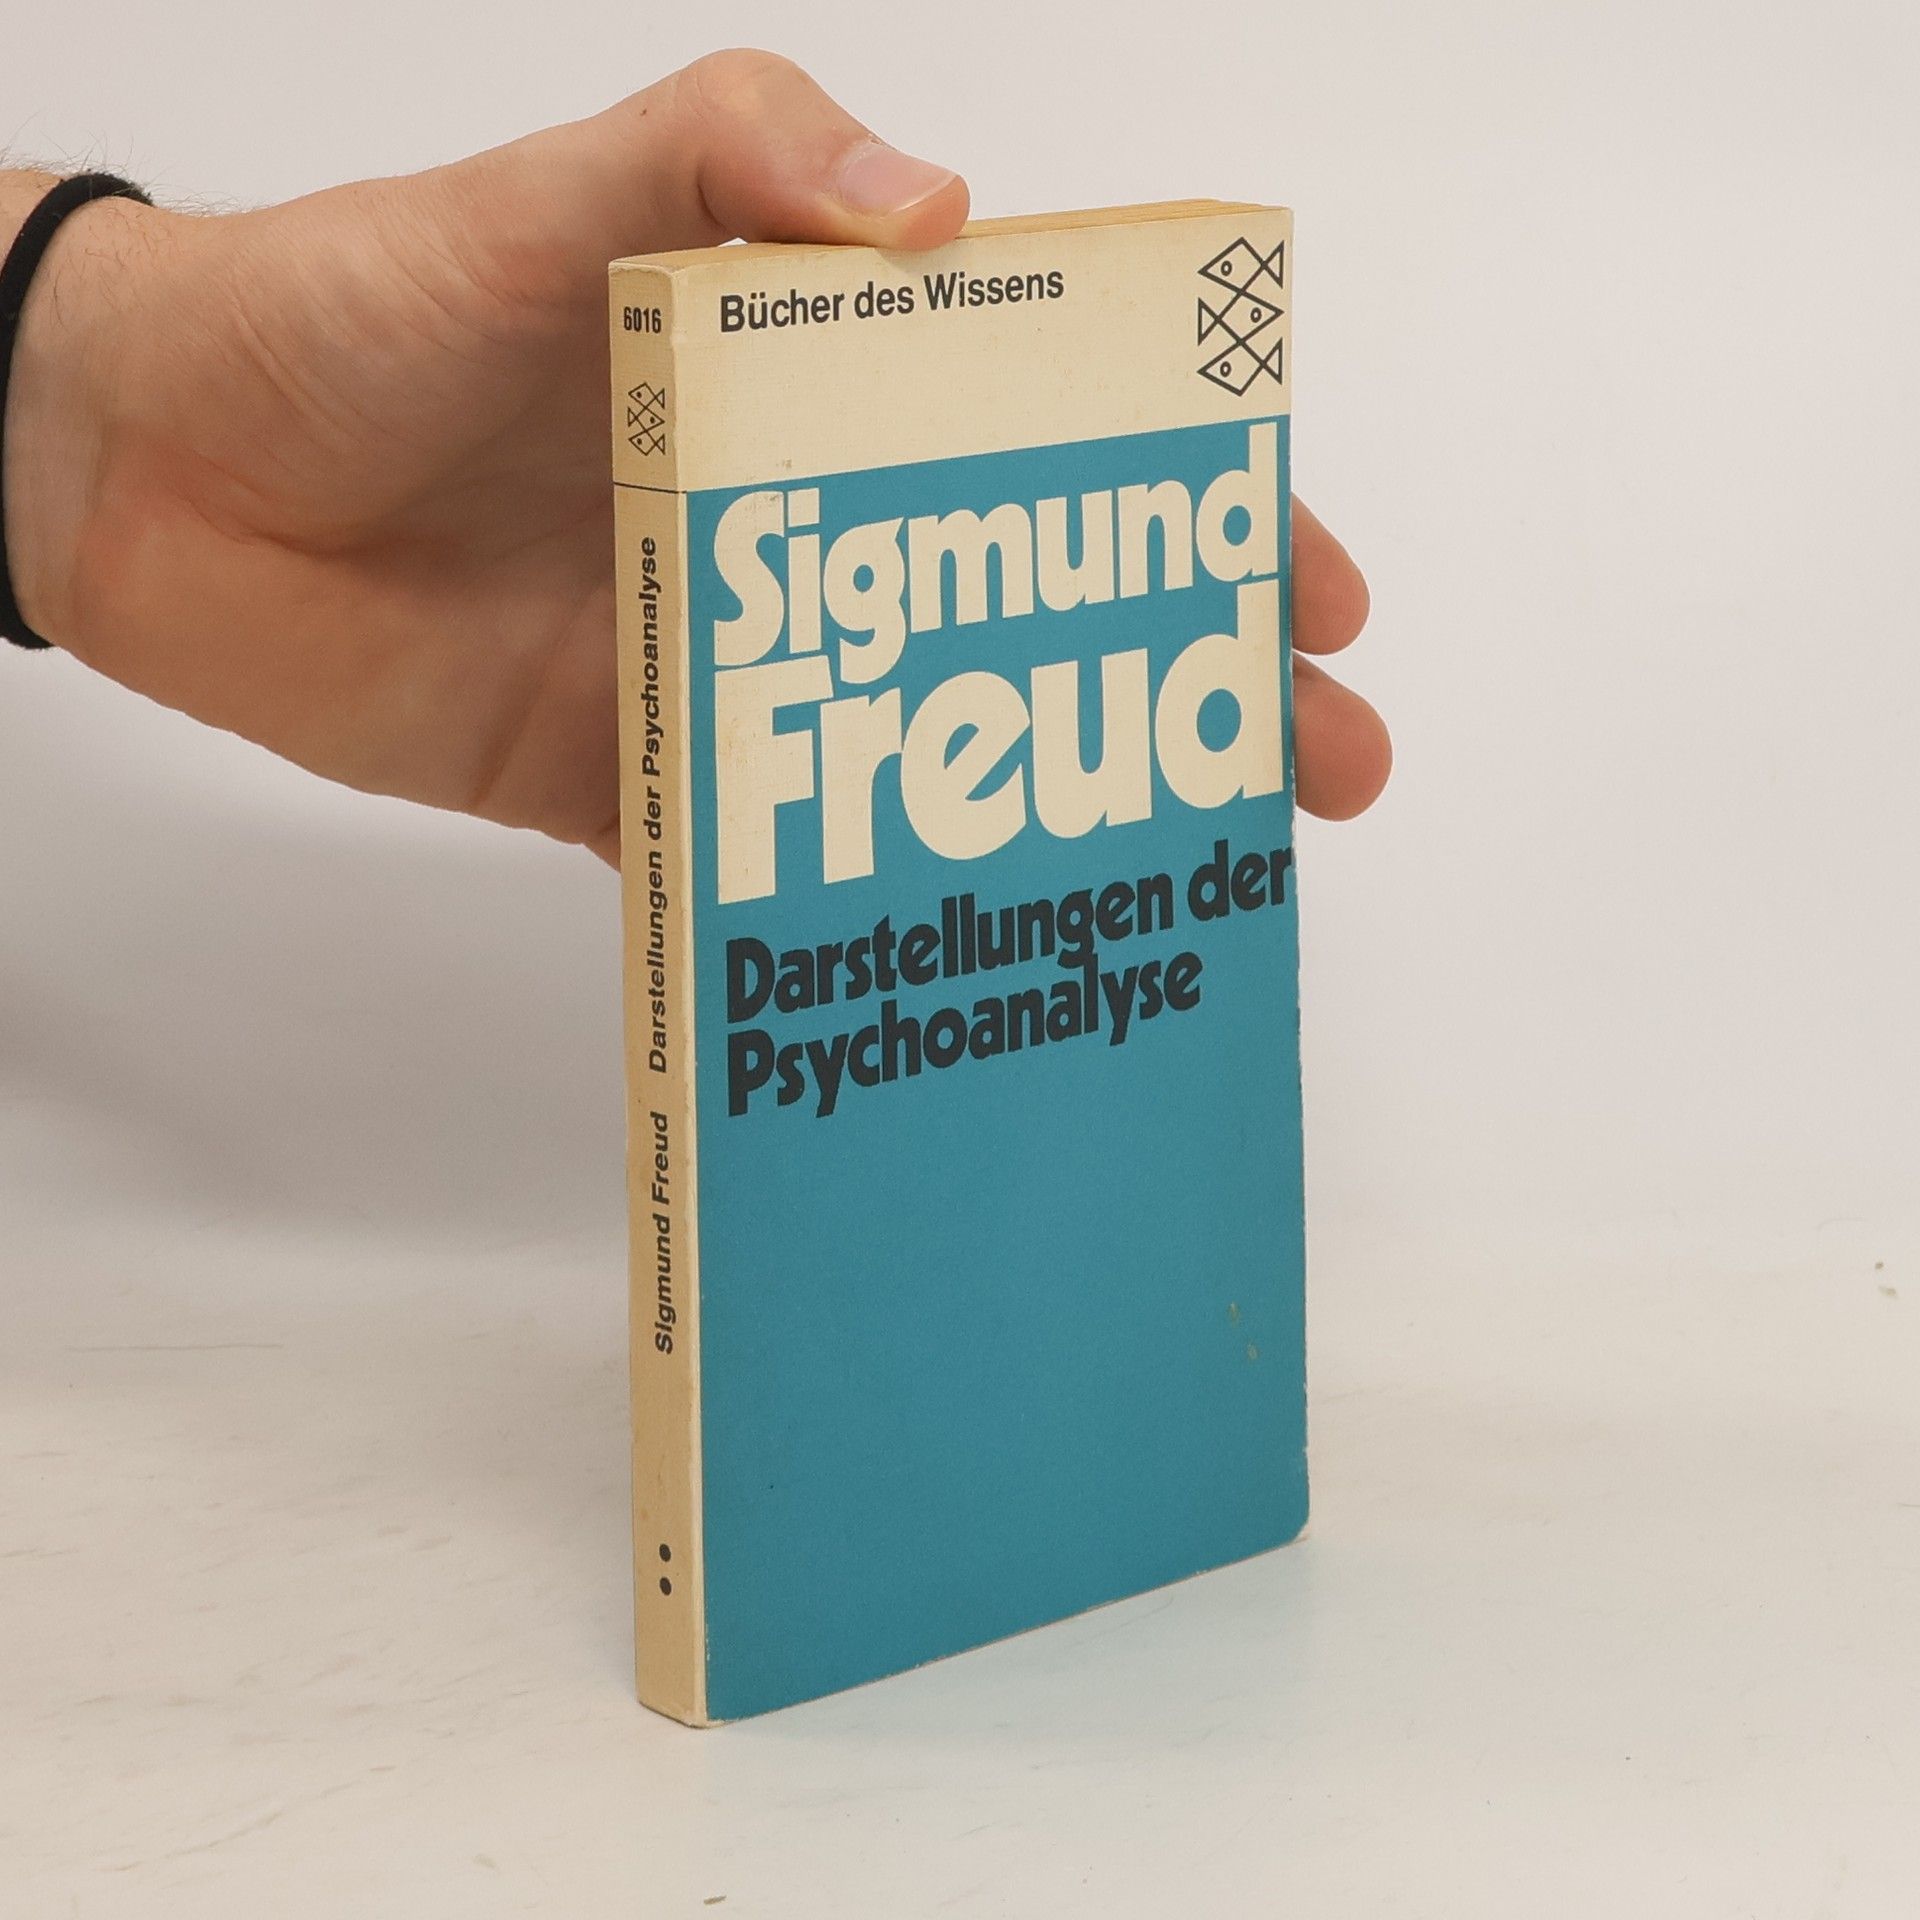 6016
Sigmund Freud Darstellungen der Psychoanalyse
Bücher des Wissens
Sigmund
Freud
Darstellungen der
Psychoanalyse